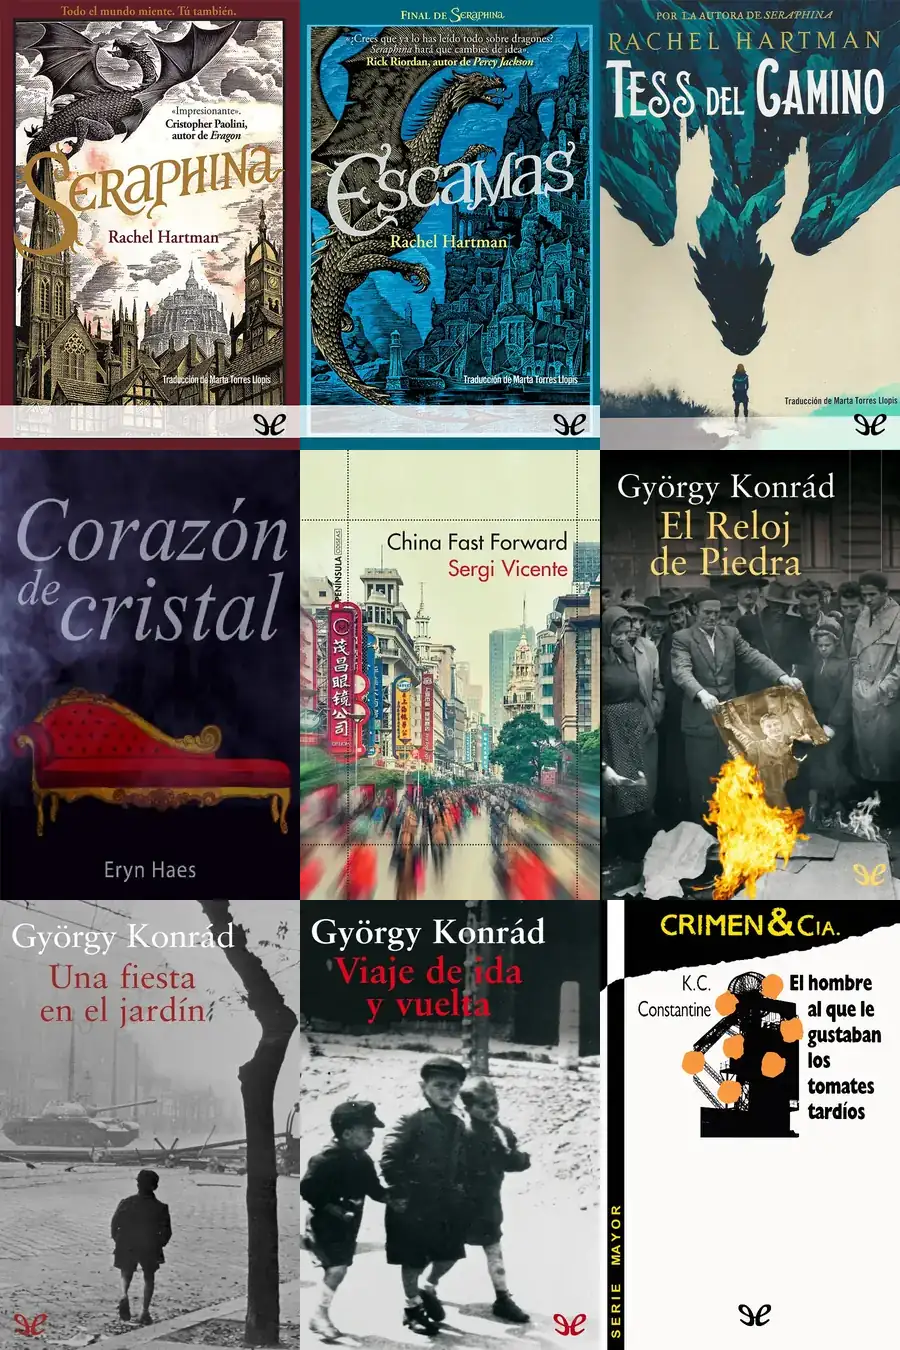 Todo el mundo miente. Tú también.
«Impresionante».
Cristopher Paolini,
autor de Eragon
SERAPHINA
Rachel Hartman
Traducción de Marta Torres Llopis
FINAL DE SERAPHINA
«¿Crees que ya lo has leído todo sobre dragones?
Seraphina hará que cambies de idea».
Rick Riordan, autor de Percy Jackson
ESCAMAS
Rachel Hartman
Traducción de Marta Torres Llopis
POR LA AUTORA DE SERAPHINA
RACHEL HARTMAN
TESS DEL CAMINO
Traducción de Marta Torres Llopis
Corazón
de cristal
Eryn Haes
PENÍNSULA ODISEAS
China Fast Forward
Sergi Vicente
茂昌眼镜公司
György Konrád
El Reloj
de Piedra
György Konrád
Una fiesta
en el jardín
György Konrád
Viaje de ida
y vuelta
CRIMEN & CIA.
K.C.
Constantine
El hombre
al que le
gustaban
los
tomates
tardíos
SERIE MAYOR